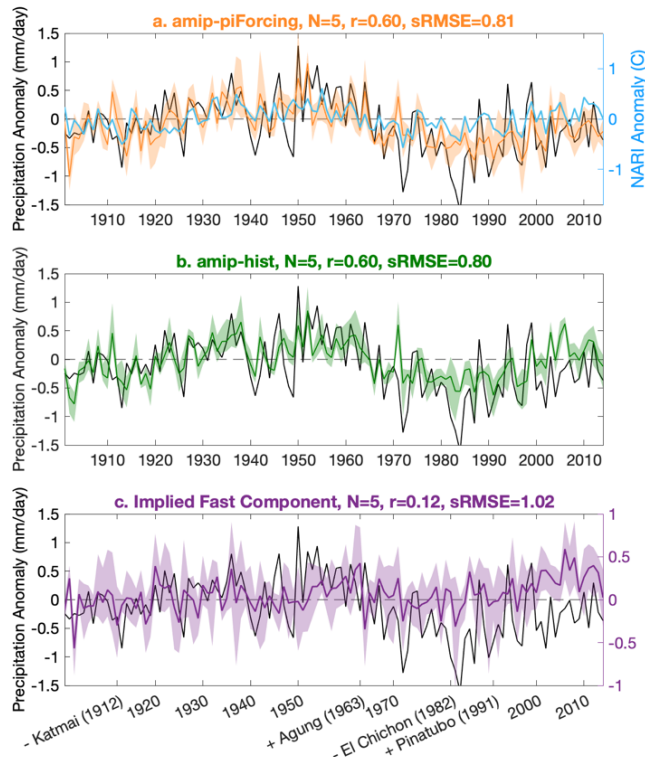 a. amip-piForcing, N=5, r=0.60, sRMSE=0.81
Precipitation Anomaly (mm/day)
1.5
1
0.5
0
-0.5
-1
-1.5
1
0
-1
NARI Anomaly (C)
1910 1920 1930 1940 1950 1960 1970 1980 1990 2000 2010
b. amip-hist, N=5, r=0.60, sRMSE=0.80
Precipitation Anomaly (mm/day)
1.5
1
0.5
0
-0.5
-1
-1.5
1910 1920 1930 1940 1950 1960 1970 1980 1990 2000 2010
c. Implied Fast Component, N=5, r=0.12, sRMSE=1.02
Precipitation Anomaly (mm/day)
1.5
1
0.5
0
-0.5
-1
-1.5
1
0.5
0
-0.5
-1
- Katmai (1912) 1920 1930 1940 1950 + Agung (1963) 1970 - El Chichon (1982) + Pinatubo (1991) 2000 2010